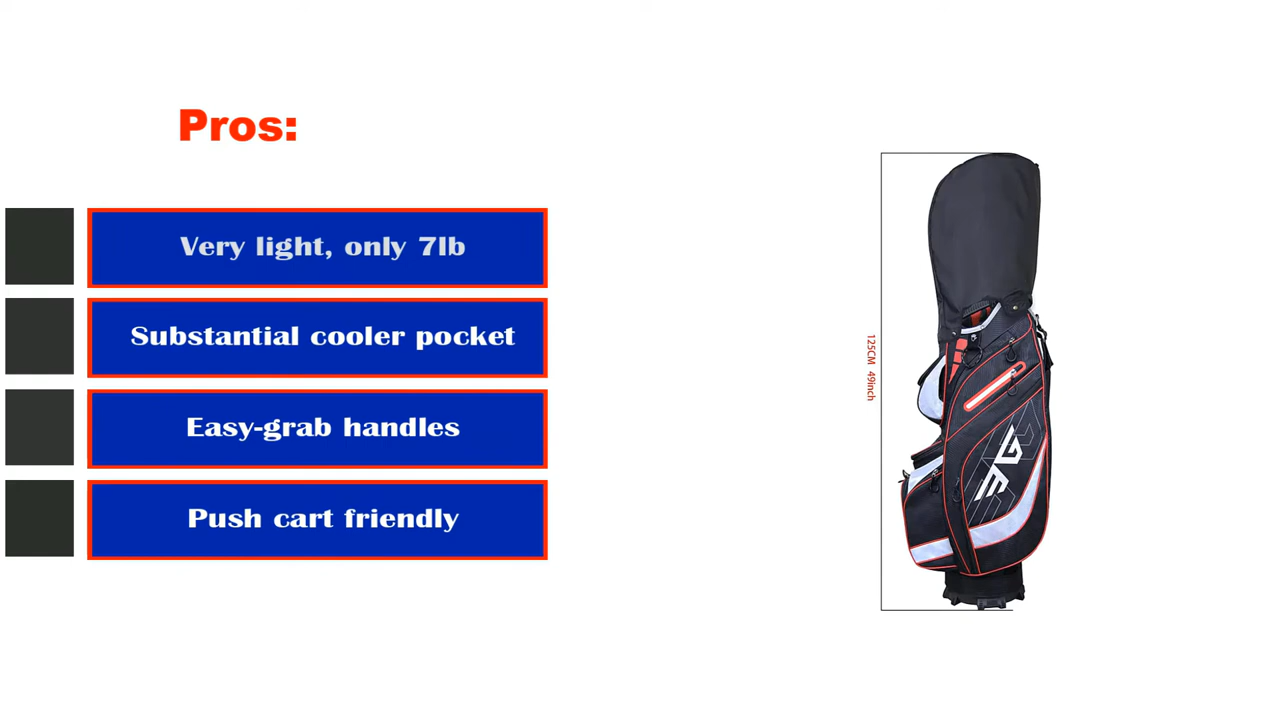 Pros:
Very light, only 7lb
Substantial cooler pocket
Easy-grab handles
Push cart friendly
125CM 49inch